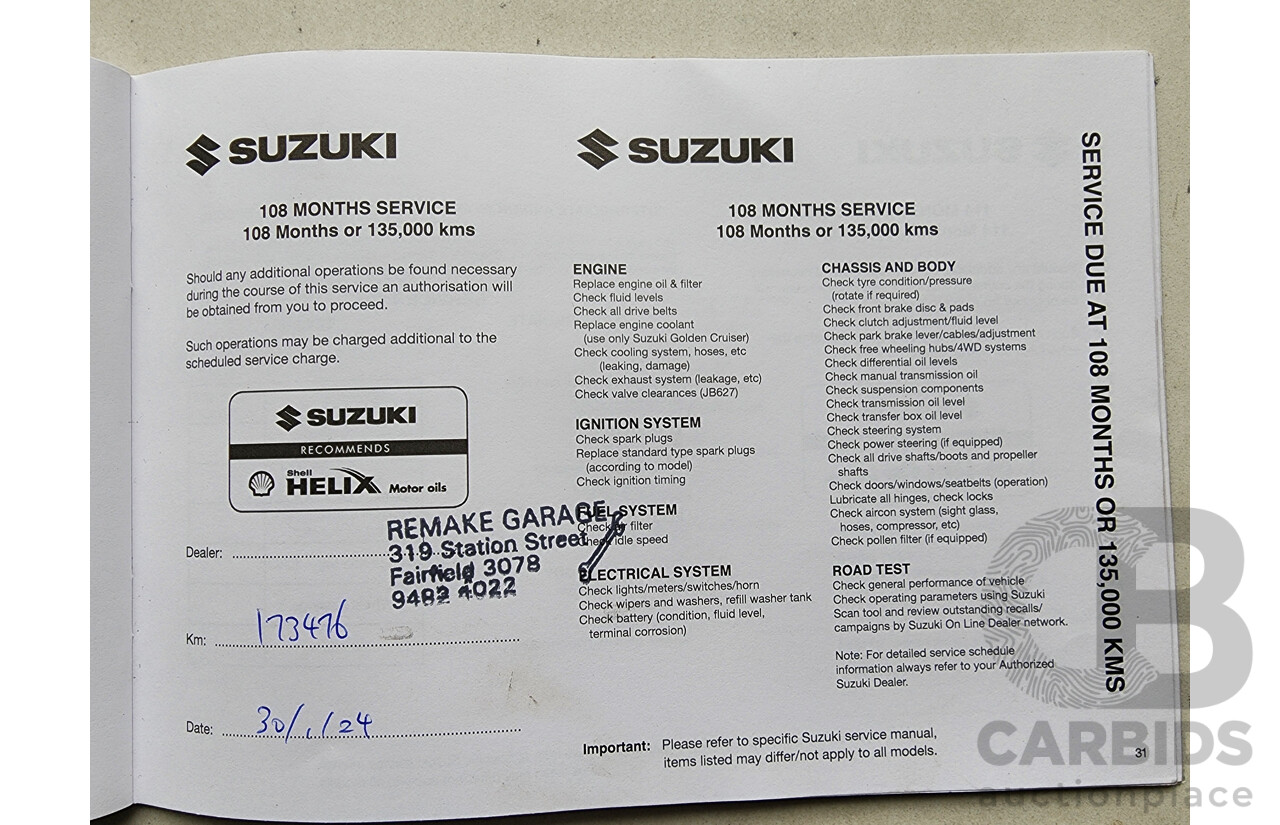 SUZUKI
108 MONTHS SERVICE
108 Months or 135,000 kms
Should any additional operations be found necessary
during the course of this service an authorisation will
be obtained from you to proceed.
Such operations may be charged additional to the
scheduled service charge.
SUZUKI
RECOMMENDS
Shell
HELIX Motor oils
Dealer:
REMAKE GARAGE
319 Station Street
Fairfield 3078
9482 4022
Km: 173476
Date: 30/1/24
SUZUKI
108 MONTHS SERVICE
108 Months or 135,000 kms
ENGINE
Replace engine oil & filter
Check fluid levels
Check all drive belts
Replace engine coolant
(use only Suzuki Golden Cruiser)
Check cooling system, hoses, etc
(leaking, damage)
Check exhaust system (leakage, etc)
Check valve clearances (JB627)
IGNITION SYSTEM
Check spark plugs
Replace standard type spark plugs
(according to model)
Check ignition timing
FUEL SYSTEM
Check air filter
Check idle speed
ELECTRICAL SYSTEM
Check lights/meters/switches/horn
Check wipers and washers, refill washer tank
Check battery (condition, fluid level,
terminal corrosion)
CHASSIS AND BODY
Check tyre condition/pressure
(rotate if required)
Check front brake disc & pads
Check clutch adjustment/fluid level
Check park brake lever/cables/adjustment
Check free wheeling hubs/4WD systems
Check differential oil levels
Check manual transmission oil
Check suspension components
Check transmission oil level
Check transfer box oil level
Check steering system
Check power steering (if equipped)
Check all drive shafts/boots and propeller
shafts
Check doors/windows/seatbelts (operation)
Lubricate all hinges, check locks
Check aircon system (sight glass,
hoses, compressor, etc)
Check pollen filter (if equipped)
ROAD TEST
Check general performance of vehicle
Check operating parameters using Suzuki
Scan tool and review outstanding recalls/
campaigns by Suzuki On Line Dealer network.
Note: For detailed service schedule
information always refer to your Authorized
Suzuki Dealer.
Important: Please refer to specific Suzuki service manual,
items listed may differ/not apply to all models.
SERVICE DUE AT 108 MONTHS OR 135,000 KMS
31
CB
CARBIDS
auctionplace